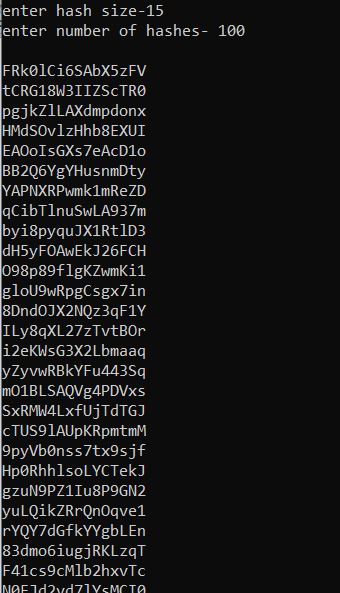 enter hash size-15
enter number of hashes- 100
FRk0lCi6SAbX5zFV
tCRG18W3IIZScTR0
pgjkZlLAXdmpdonx
HMdSOvlzHhb8EXUI
EAOoIsGXs7eAcD1o
BB2Q6YgYHusnmDty
YAPNXRPwmk1mReZD
qCibTlnuSwLA937m
byi8pyquJX1RtlD3
dH5yFOAwEkJ26FCH
O98p89flgKZwmKi1
gloU9wRpgCsgx7in
8DndOJX2NQz3qF1Y
ILy8qXL27zTvtBOr
i2eKWsG3X2Lbmaaq
yZyvwRBkYFu443Sq
mO1BLSAQVg4PDVxs
SxRMW4LxfUjTdTGJ
cTUS9lAUpKRpmtmM
9pyVb0nss7tx9sjf
Hp0RhhlsoLYCTekJ
gzuN9PZ1Iu8P9GN2
yuLQikZRrQnOqve1
rYQY7dGfkYYgbLEn
83dmo6iugjRKLzqT
F41cs9cMlb2hxvTc